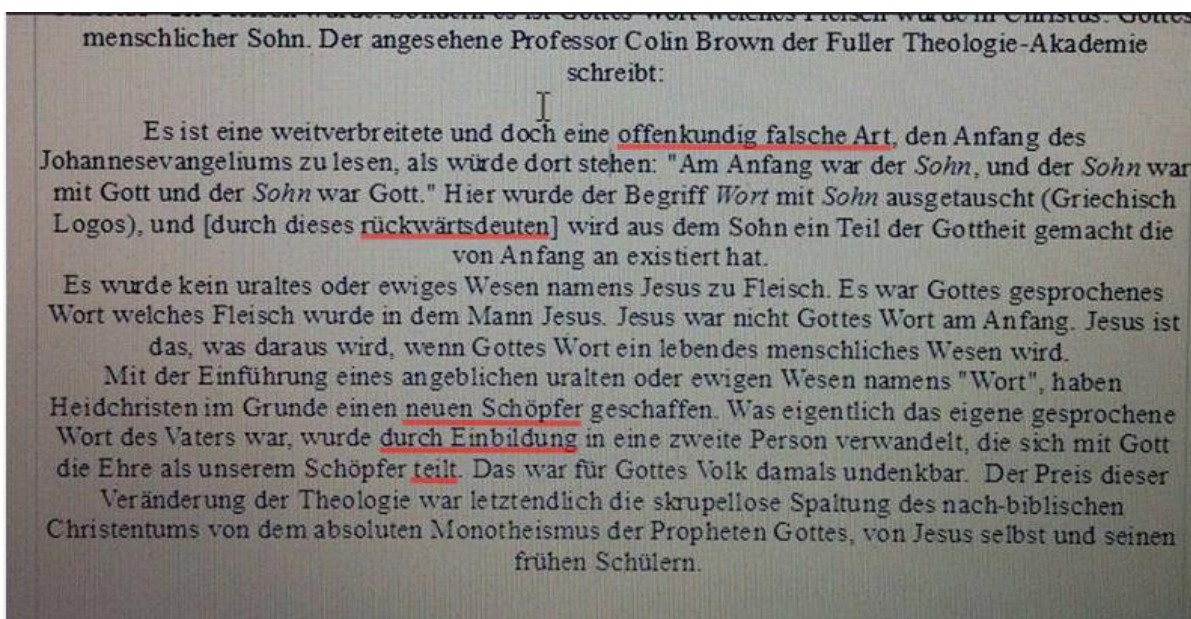 menschlicher Sohn. Der angesehene Professor Colin Brown der Fuller Theologie-Akademie
schreibt:
Es ist eine weitverbreitete und doch eine offenkundig falsche Art, den Anfang des
Johannesevangeliums zu lesen, als würde dort stehen: "Am Anfang war der Sohn, und der Sohn war
mit Gott und der Sohn war Gott." Hier wurde der Begriff Wort mit Sohn ausgetauscht (Griechisch
Logos), und [durch dieses rückwärtsdeuten] wird aus dem Sohn ein Teil der Gottheit gemacht die
von Anfang an existiert hat.
Es wurde kein uraltes oder ewiges Wesen namens Jesus zu Fleisch. Es war Gottes gesprochenes
Wort welches Fleisch wurde in dem Mann Jesus. Jesus war nicht Gottes Wort am Anfang. Jesus ist
das, was daraus wird, wenn Gottes Wort ein lebendes menschliches Wesen wird.
Mit der Einführung eines angeblichen uralten oder ewigen Wesen namens "Wort", haben
Heidchristen im Grunde einen neuen Schöpfer geschaffen. Was eigentlich das eigene gesprochene
Wort des Vaters war, wurde durch Einbildung in eine zweite Person verwandelt, die sich mit Gott
die Ehre als unserem Schöpfer teilt. Das war für Gottes Volk damals undenkbar. Der Preis dieser
Veränderung der Theologie war letztendlich die skrupellose Spaltung des nach-biblischen
Christentums von dem absoluten Monotheismus der Propheten Gottes, von Jesus selbst und seinen
frühen Schülern.